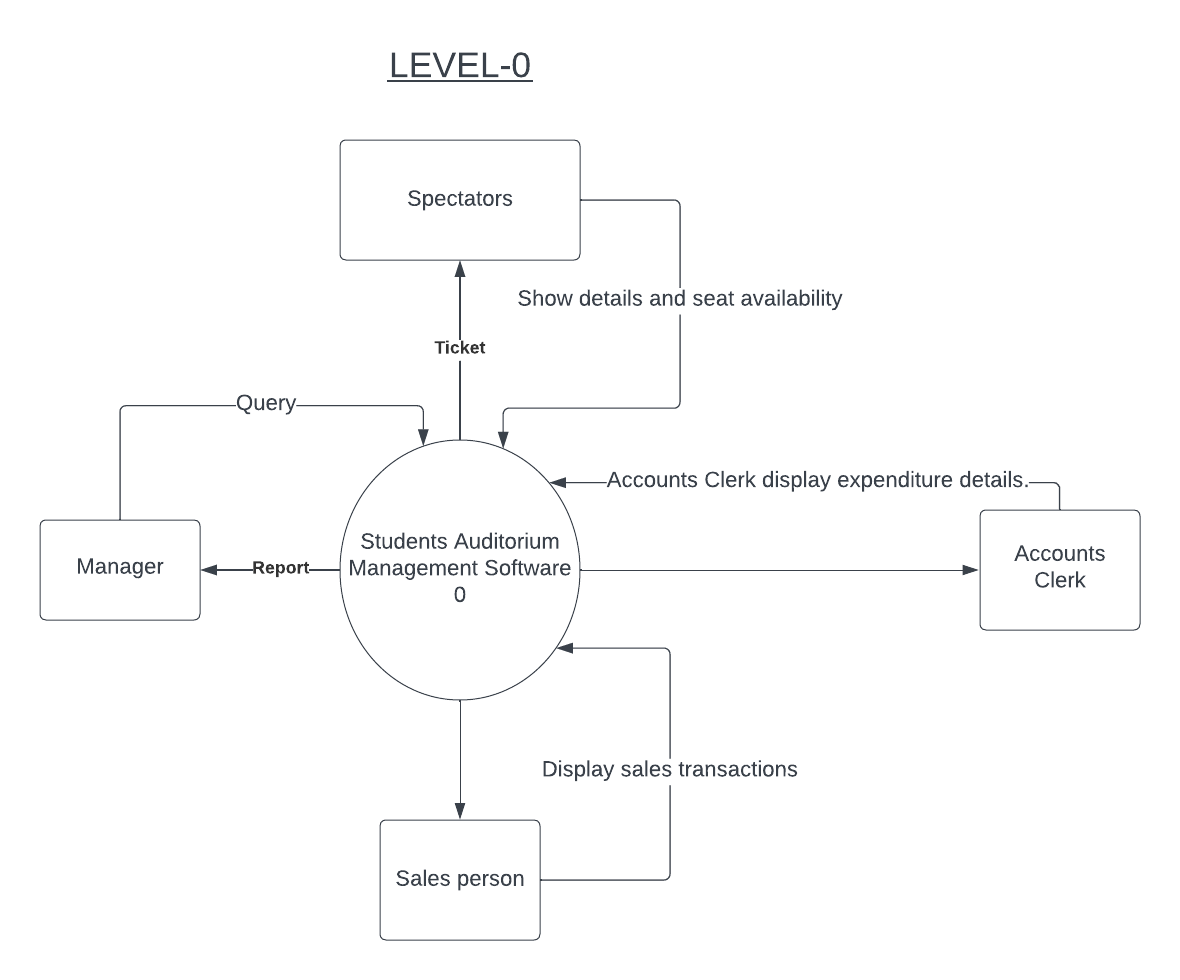 LEVEL-0
Spectators
Show details and seat availability
Ticket
Query
Accounts Clerk display expenditure details.
Students Auditorium
Management Software
0
Manager
Report
Accounts
Clerk
Display sales transactions
Sales person